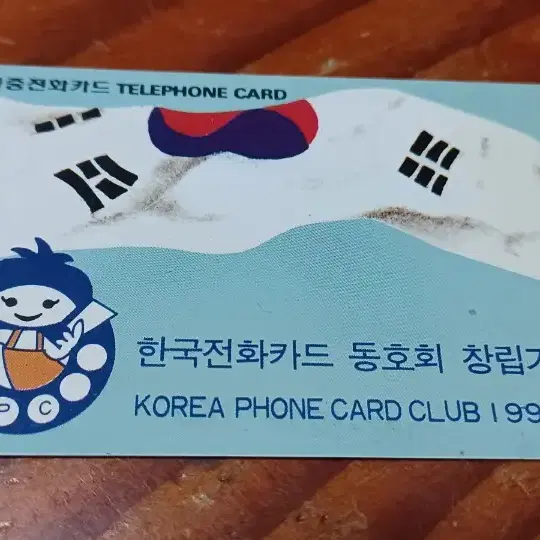 중전화카드 TELEPHONE CARD
한국전화카드 동호회 창립
KOREA PHONE CARD CLUB 199
P C